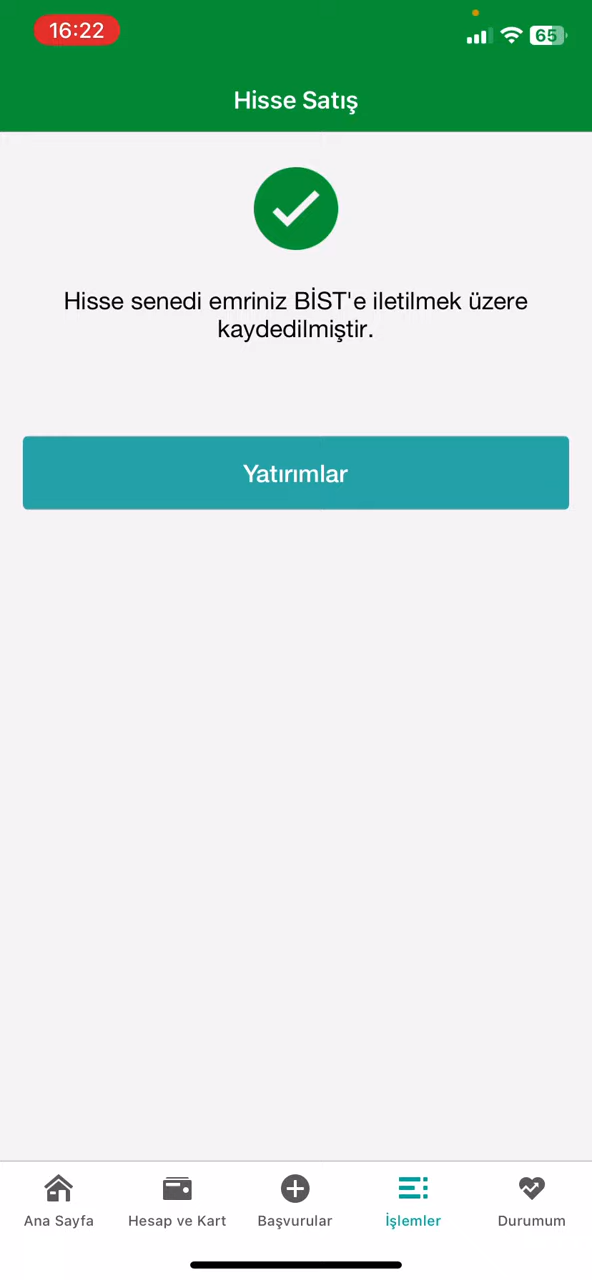 16:22
65
Hisse Satış
Hisse senedi emriniz BİST'e iletilmek üzere
kaydedilmiştir.
Yatırımlar
Ana Sayfa
Hesap ve Kart
Başvurular
İşlemler
Durumum